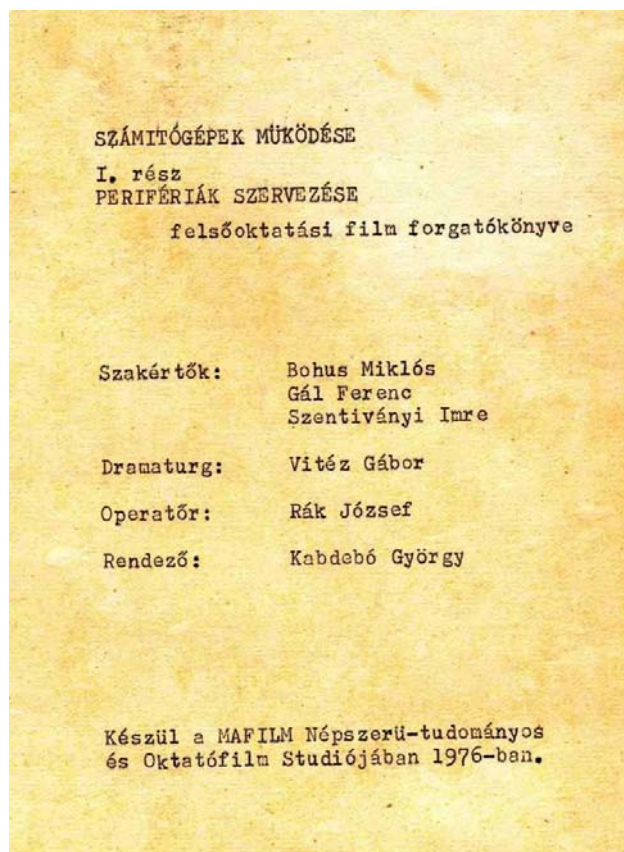 SZÁMITÓGÉPEK MÜKÖDÉSE
I. rész
PERIFÉRIÁK SZERVEZÉSE
felsőoktatási film forgatókönyve
Szakértők: Bohus Miklós
Gál Ferenc
Szentiványi Imre
Dramaturg: Vitéz Gábor
Operatőr: Rák József
Rendező: Kabdebó György
Készül a MAFILM Népszerü-tudományos
és Oktatófilm Studiójában 1976-ban.